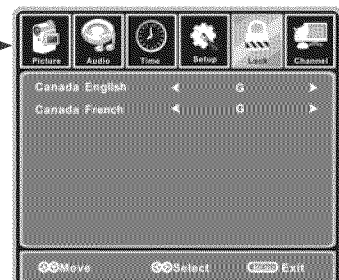 Picture Audio Time Setup Lock Channel
Canada English G
Canada French G
Move Select Exit